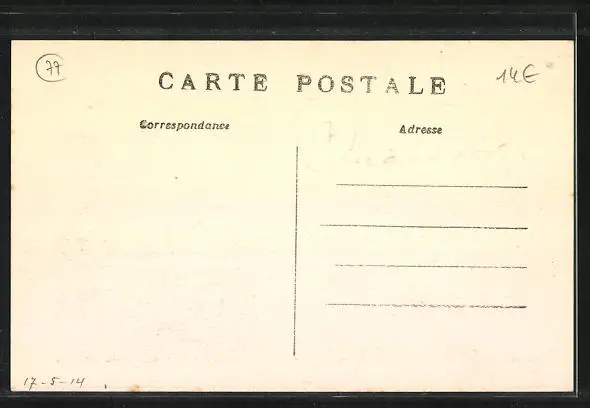 77
CARTE POSTALE
14€
Correspondance
Adresse
17-5-14